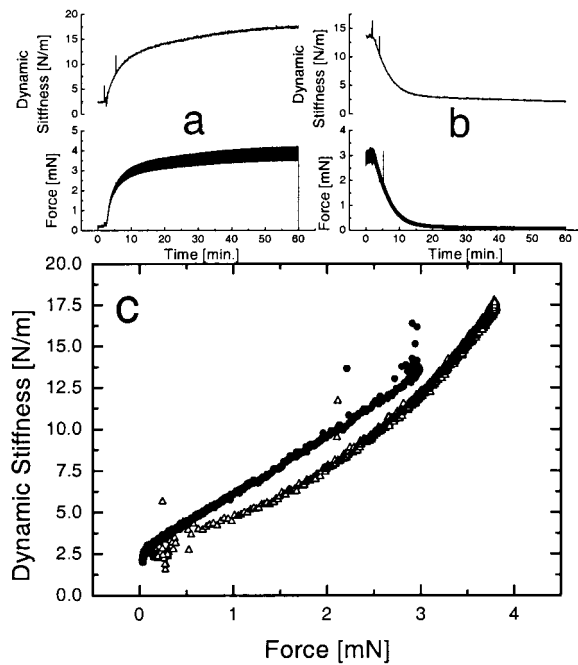 Dynamic
Sitffness [N/m]
20
15
10
5
0
a
Dynamic
Stiffness [N/m]
20
15
10
5
0
b
Force [mN]
5
4
3
2
1
0
0 10 20 30 40 50 60
Time [min.]
Force [mN]
4
3
2
1
0
0 10 20 30 40 50 60
Time [min.]
c
Dynamic Stiffness [N/m]
20.0
17.5
15.0
12.5
10.0
7.5
5.0
2.5
0.0
0 1 2 3 4
Force [mN]